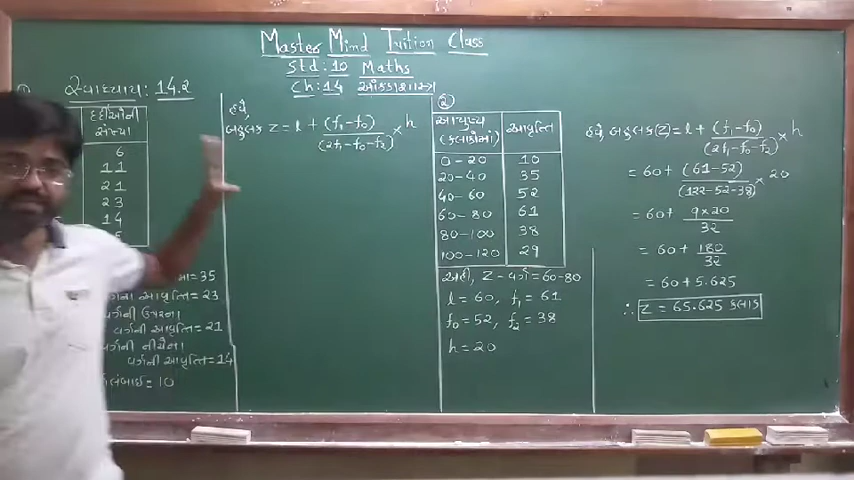 Master Mind Tuition Class
Std : 10 Maths
Ch : 14 આંકડાશાસ્ત્ર
① સ્વાધ્યાય : 14.2
દર્દીઓની
સંખ્યા
6
11
21
23
14
5
= 35
આવૃત્તિ = 23
વર્ગની આવૃત્તિ = 21
વર્ગની નીચેના
વર્ગની આવૃત્તિ = 14
લંબાઈ = 10
હવે,
બહુલક Z = l + (f₁-f₀)/(2f₁-f₀-f₂) × h
②
આયુષ્ય (કલાકોમાં) આવૃત્તિ
0-20 10
20-40 35
40-60 52
60-80 61
80-100 38
100-120 29
અહીં, Z-વર્ગ = 60-80
l = 60, f₁ = 61
f₀ = 52, f₂ = 38
h = 20
હવે, બહુલક (Z) = l + (f₁-f₀)/(2f₁-f₀-f₂) × h
= 60 + (61-52)/(122-52-38) × 20
= 60 + 9×20/32
= 60 + 180/32
= 60 + 5.625
∴ Z = 65.625 કલાક